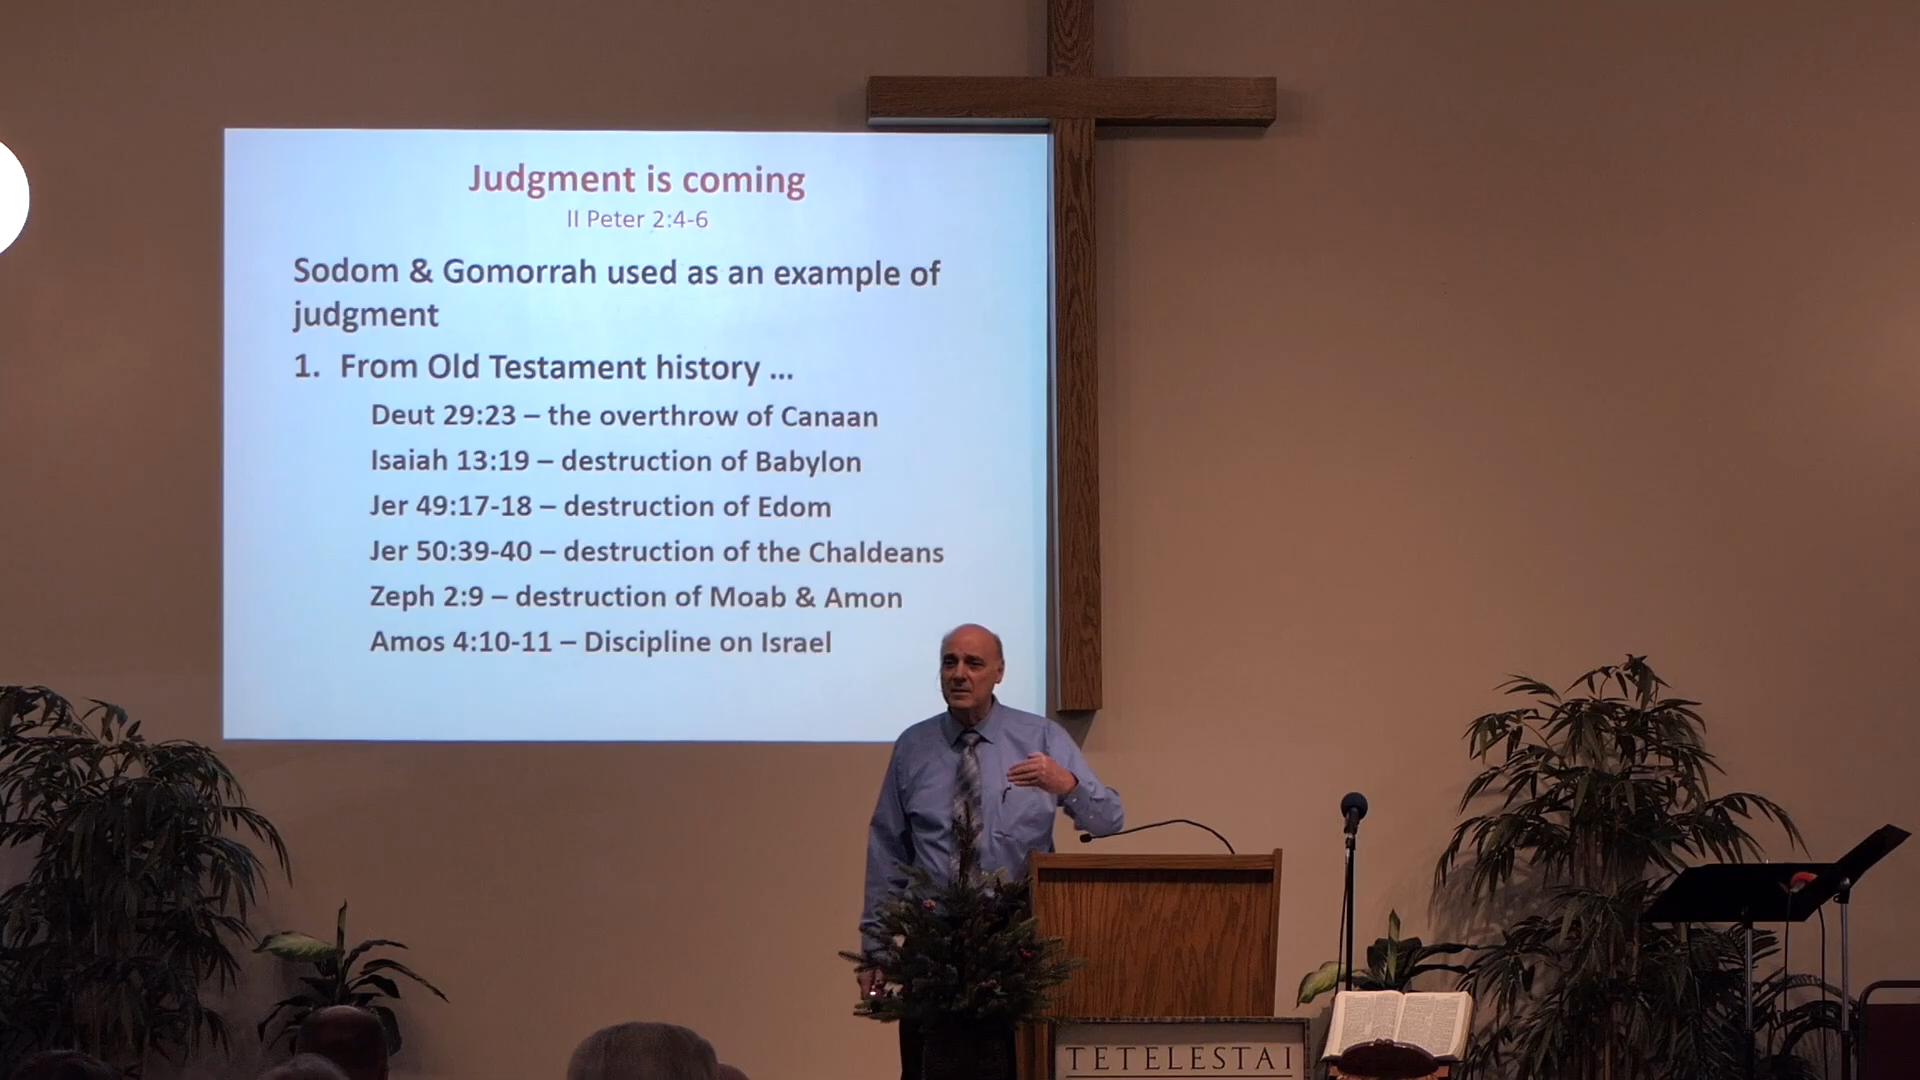 Judgment is coming
II Peter 2:4-6
Sodom & Gomorrah used as an example of
judgment
1. From Old Testament history ...
Deut 29:23 – the overthrow of Canaan
Isaiah 13:19 – destruction of Babylon
Jer 49:17-18 – destruction of Edom
Jer 50:39-40 – destruction of the Chaldeans
Zeph 2:9 – destruction of Moab & Amon
Amos 4:10-11 – Discipline on Israel
TETELESTAI